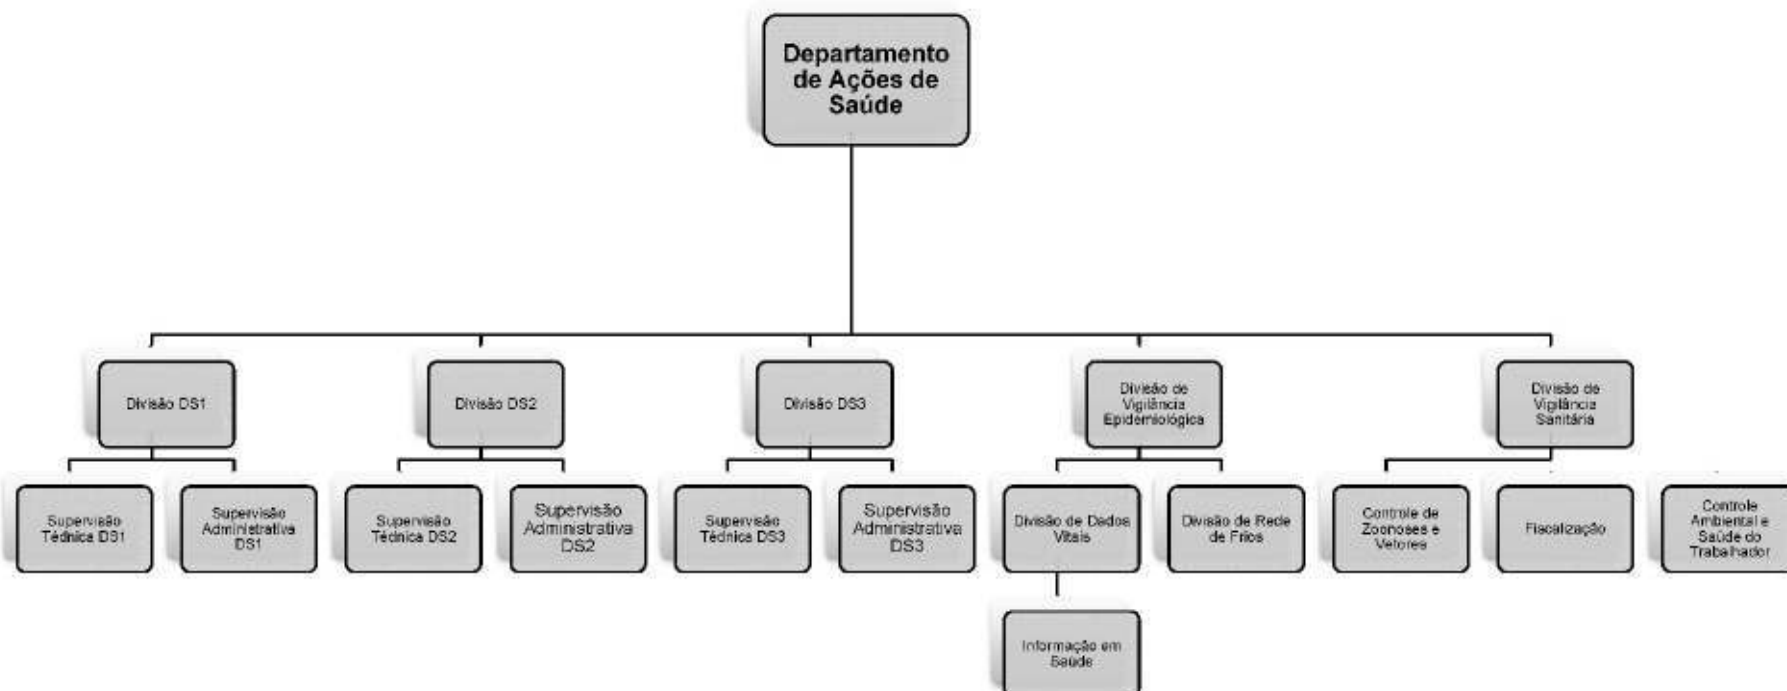 Departamento
de Ações de
Saúde
Divisão DS1
Divisão DS2
Divisão DS3
Divisão de
Vigilância
Epidemiológica
Divisão de
Vigilância
Sanitária
Supervisão
Técnica DS1
Supervisão
Administrativa
DS1
Supervisão
Técnica DS2
Supervisão
Administrativa
DS2
Supervisão
Técnica DS3
Supervisão
Administrativa
DS3
Divisão de Dados
Vitais
Divisão de Rede
de Frios
Controle de
Zoonoses e
Vetores
Fiscalização
Controle
Ambiental e
Saúde do
Trabalhador
Informação em
Saúde